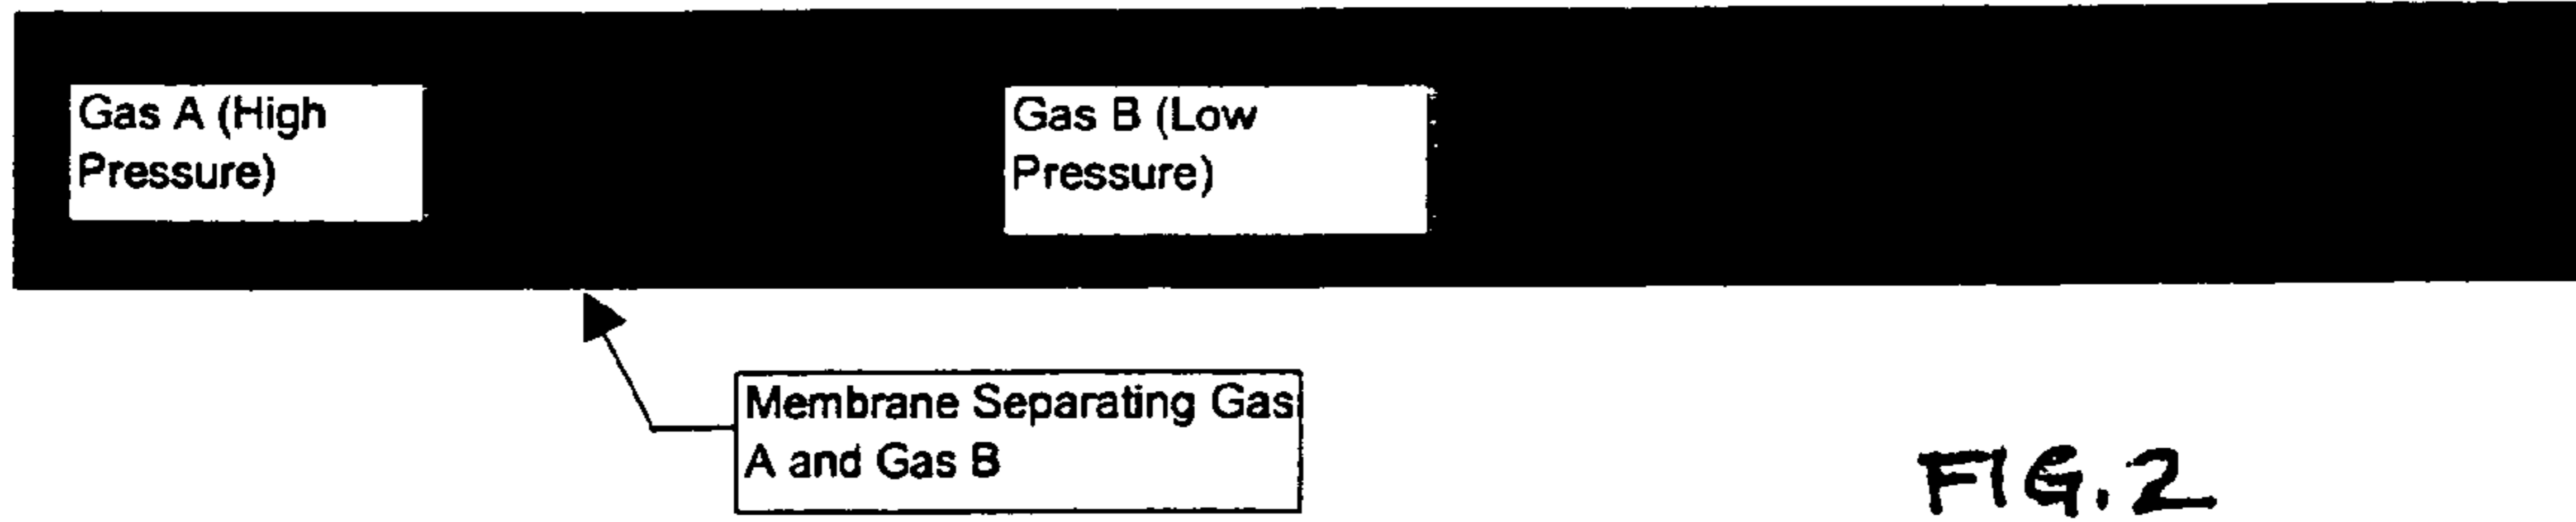 Gas A (High
Pressure)
Gas B (Low
Pressure)
Membrane Separating Gas
A and Gas B
FIG. 2